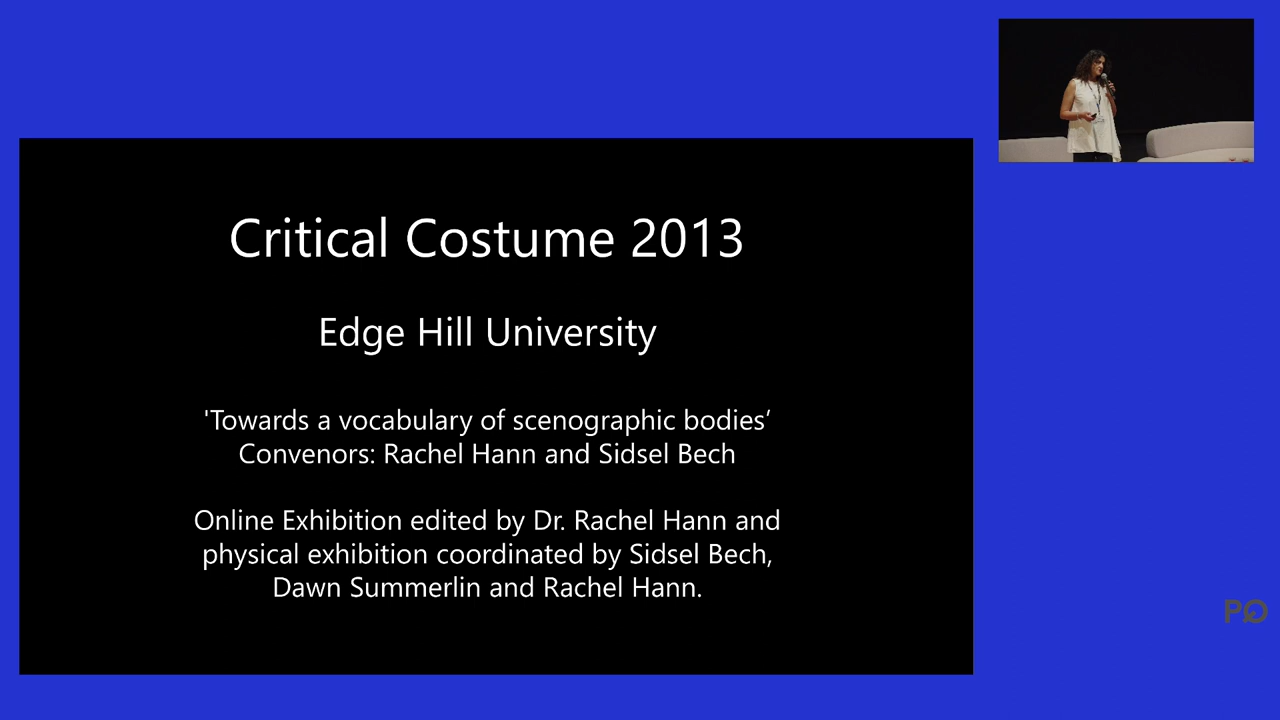 Critical Costume 2013
Edge Hill University
'Towards a vocabulary of scenographic bodies’
Convenors: Rachel Hann and Sidsel Bech
Online Exhibition edited by Dr. Rachel Hann and
physical exhibition coordinated by Sidsel Bech,
Dawn Summerlin and Rachel Hann.
PQ